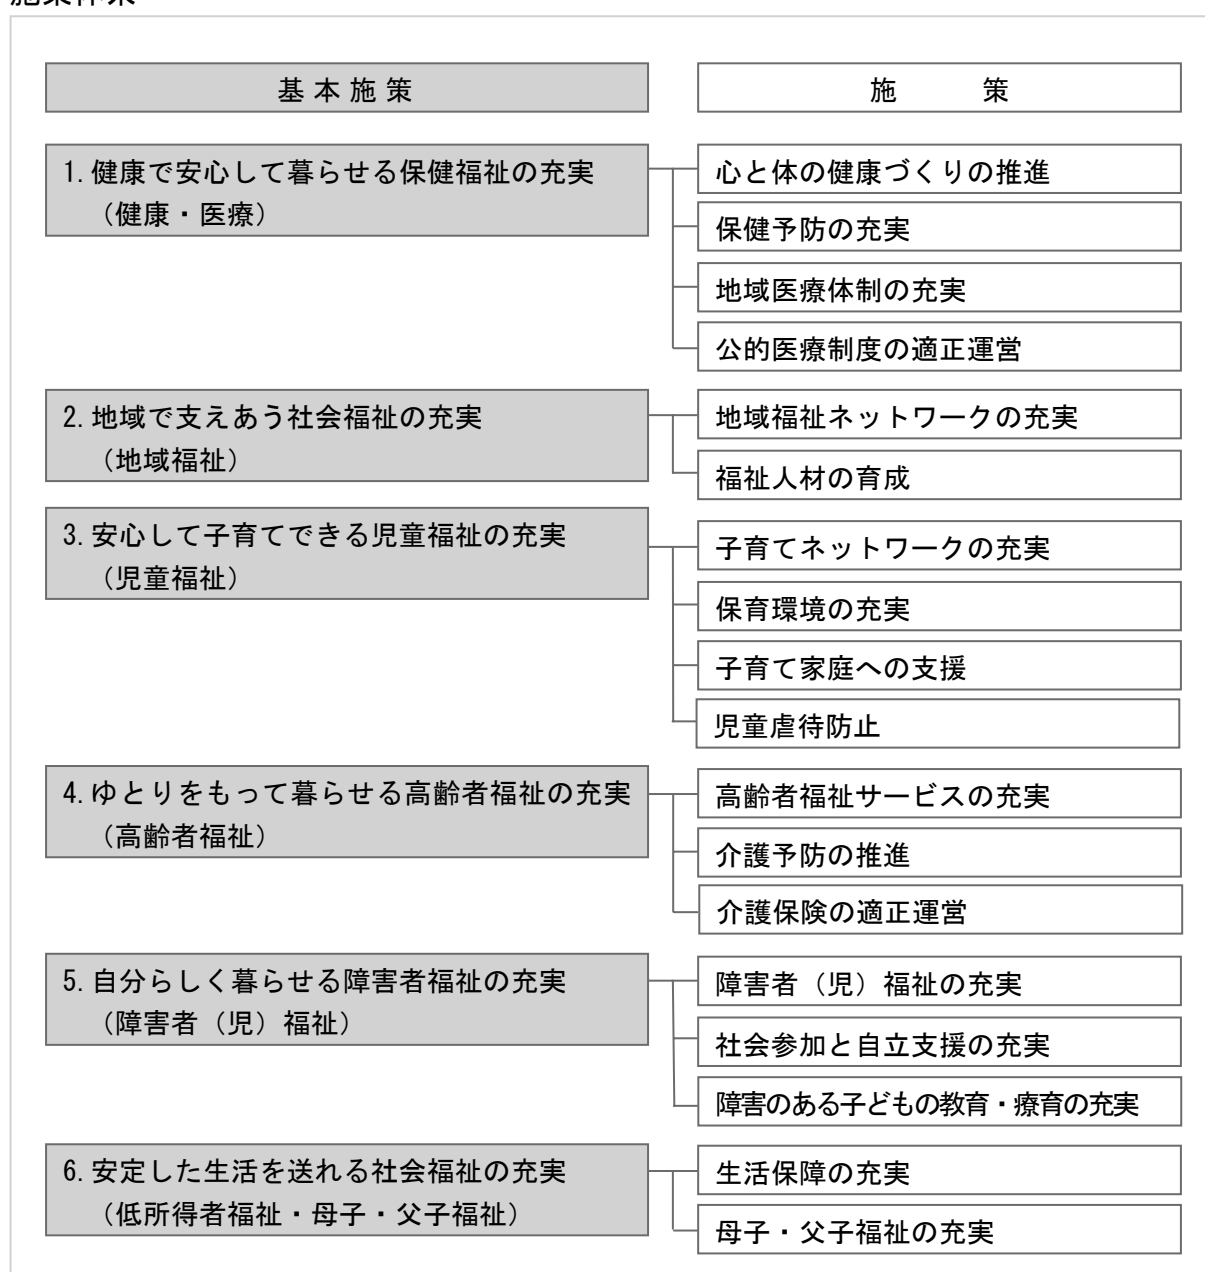 基本施策
施　　　策
1.健康で安心して暮らせる保健福祉の充実
（健康・医療）
心と体の健康づくりの推進
保健予防の充実
地域医療体制の充実
公的医療制度の適正運営
2.地域で支えあう社会福祉の充実
（地域福祉）
地域福祉ネットワークの充実
福祉人材の育成
3.安心して子育てできる児童福祉の充実
（児童福祉）
子育てネットワークの充実
保育環境の充実
子育て家庭への支援
児童虐待防止
4.ゆとりをもって暮らせる高齢者福祉の充実
（高齢者福祉）
高齢者福祉サービスの充実
介護予防の推進
介護保険の適正運営
5.自分らしく暮らせる障害者福祉の充実
（障害者（児）福祉）
障害者（児）福祉の充実
社会参加と自立支援の充実
障害のある子どもの教育・療育の充実
6.安定した生活を送れる社会福祉の充実
（低所得者福祉・母子・父子福祉）
生活保障の充実
母子・父子福祉の充実